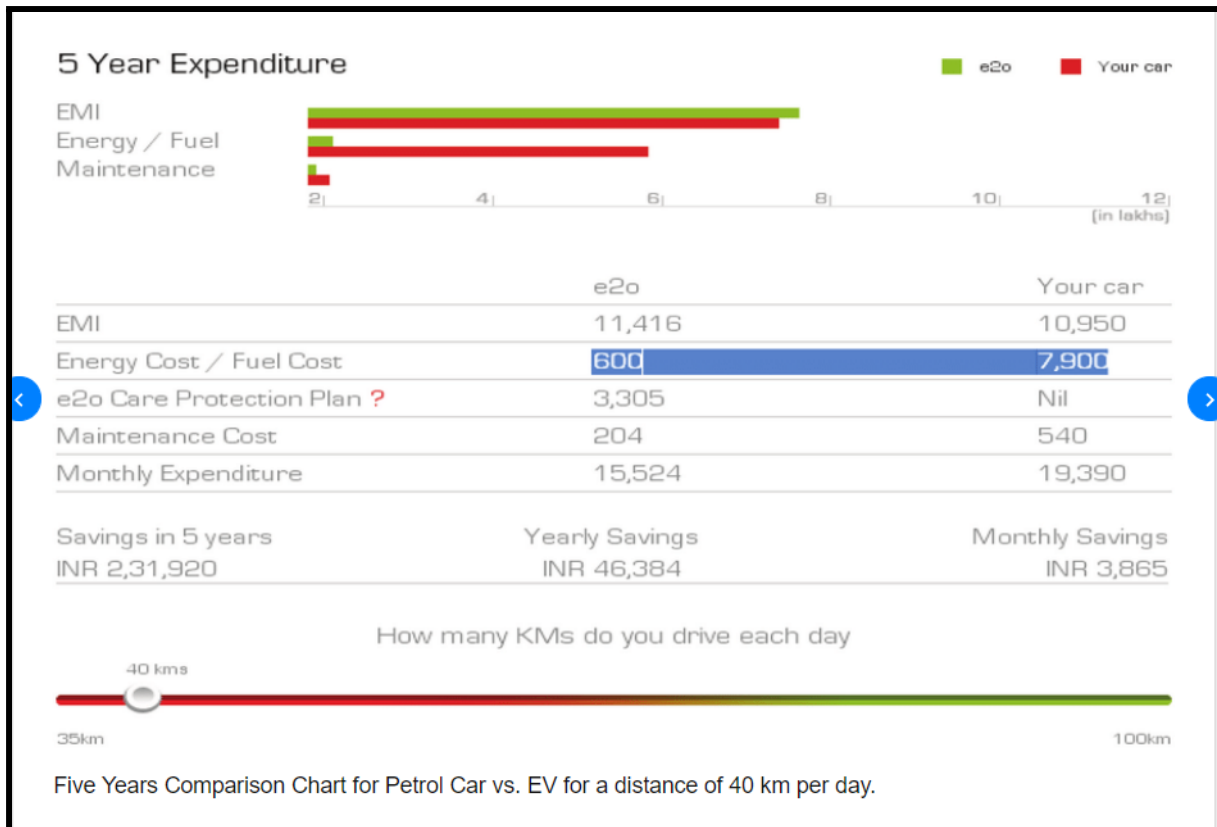 5 Year Expenditure
e2o Your car
EMI
Energy / Fuel
Maintenance
2 4 6 8 10 12
(in lakhs)
e2o Your car
EMI 11,416 10,950
Energy Cost / Fuel Cost 600 7,900
e2o Care Protection Plan ? 3,305 Nil
Maintenance Cost 204 540
Monthly Expenditure 15,524 19,390
Savings in 5 years Yearly Savings Monthly Savings
INR 2,31,920 INR 46,384 INR 3,865
How many KMs do you drive each day
40 kms
35km 100km
Five Years Comparison Chart for Petrol Car vs. EV for a distance of 40 km per day.